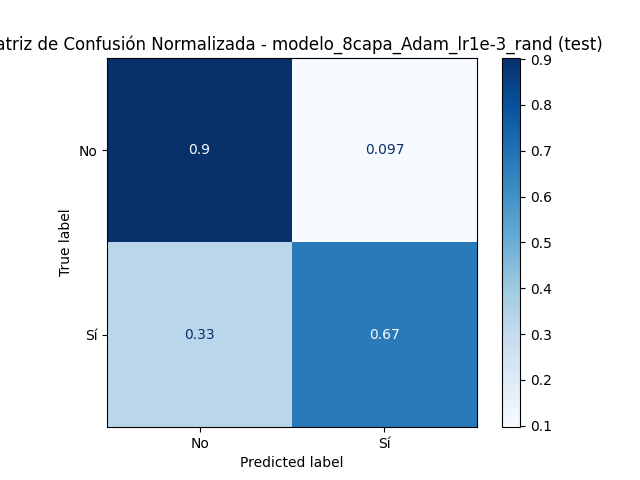 atriz de Confusión Normalizada - modelo_8capa_Adam_lr1e-3_rand (test)
No
0.9
0.097
True label
Sí
0.33
0.67
No
Sí
Predicted label
0.9
0.8
0.7
0.6
0.5
0.4
0.3
0.2
0.1